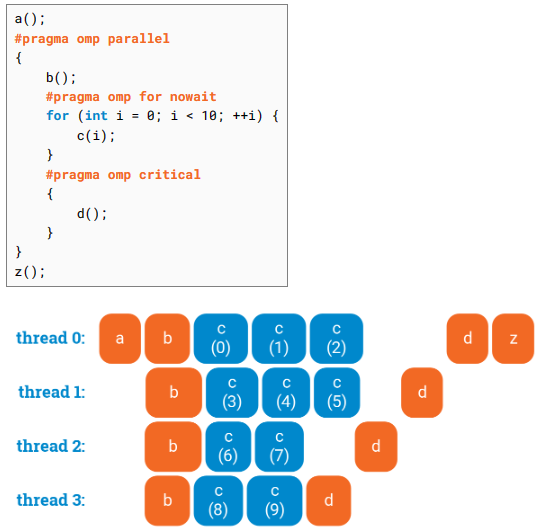 a();
#pragma omp parallel
{
    b();
    #pragma omp for nowait
    for (int i = 0; i < 10; ++i) {
        c(i);
    }
    #pragma omp critical
    {
        d();
    }
}
z();
thread 0: a b c (0) c (1) c (2) d z
thread 1: b c (3) c (4) c (5) d
thread 2: b c (6) c (7) d
thread 3: b c (8) c (9) d